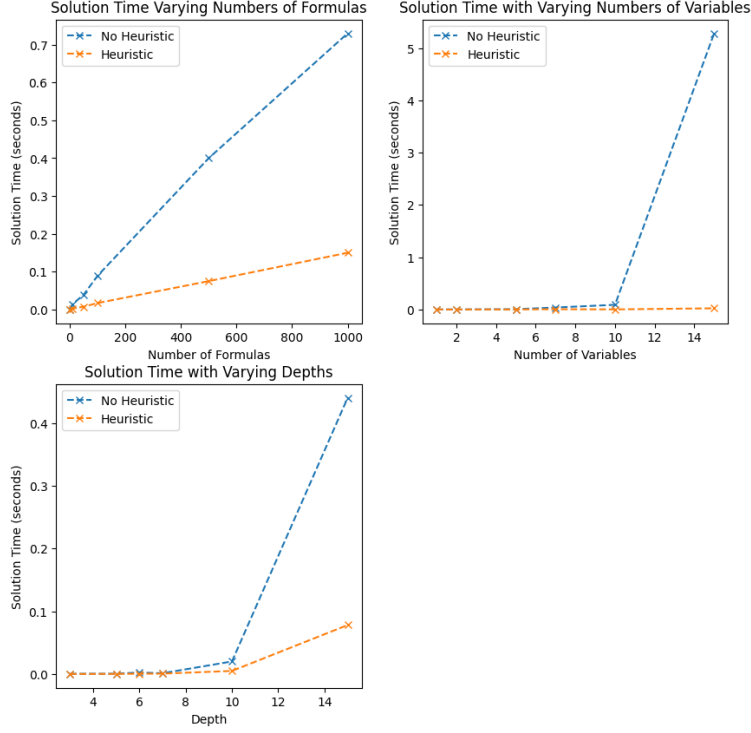 Solution Time Varying Numbers of Formulas
No Heuristic
Heuristic
Solution Time (seconds)
0.7
0.6
0.5
0.4
0.3
0.2
0.1
0.0
0 200 400 600 800 1000
Number of Formulas
Solution Time with Varying Numbers of Variables
No Heuristic
Heuristic
Solution Time (seconds)
5
4
3
2
1
0
2 4 6 8 10 12 14
Number of Variables
Solution Time with Varying Depths
No Heuristic
Heuristic
Solution Time (seconds)
0.4
0.3
0.2
0.1
0.0
4 6 8 10 12 14
Depth